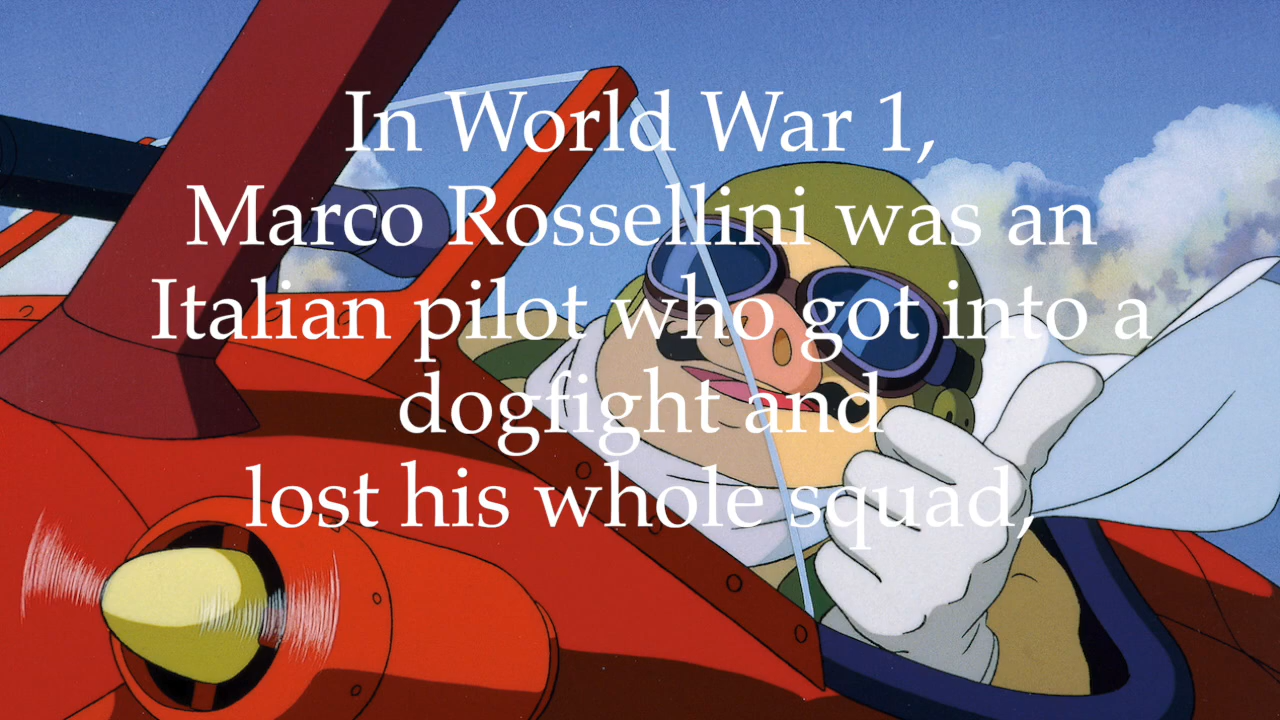 In World War 1,
Marco Rossellini was an
Italian pilot who got into a
dogfight and
lost his whole squad,